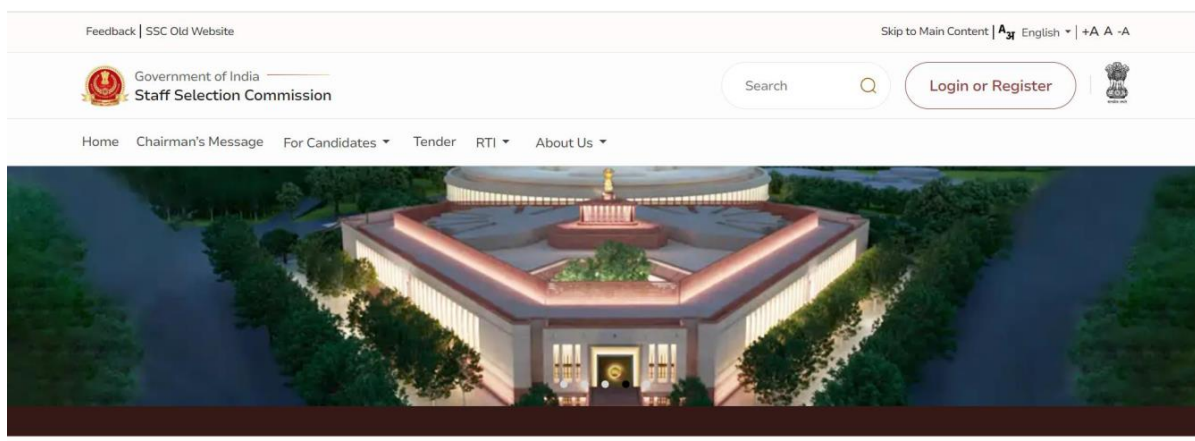 Feedback | SSC Old Website
Skip to Main Content | Aअ English | +A A -A
Government of India
Staff Selection Commission
Search
Login or Register
Home Chairman's Message For Candidates Tender RTI About Us